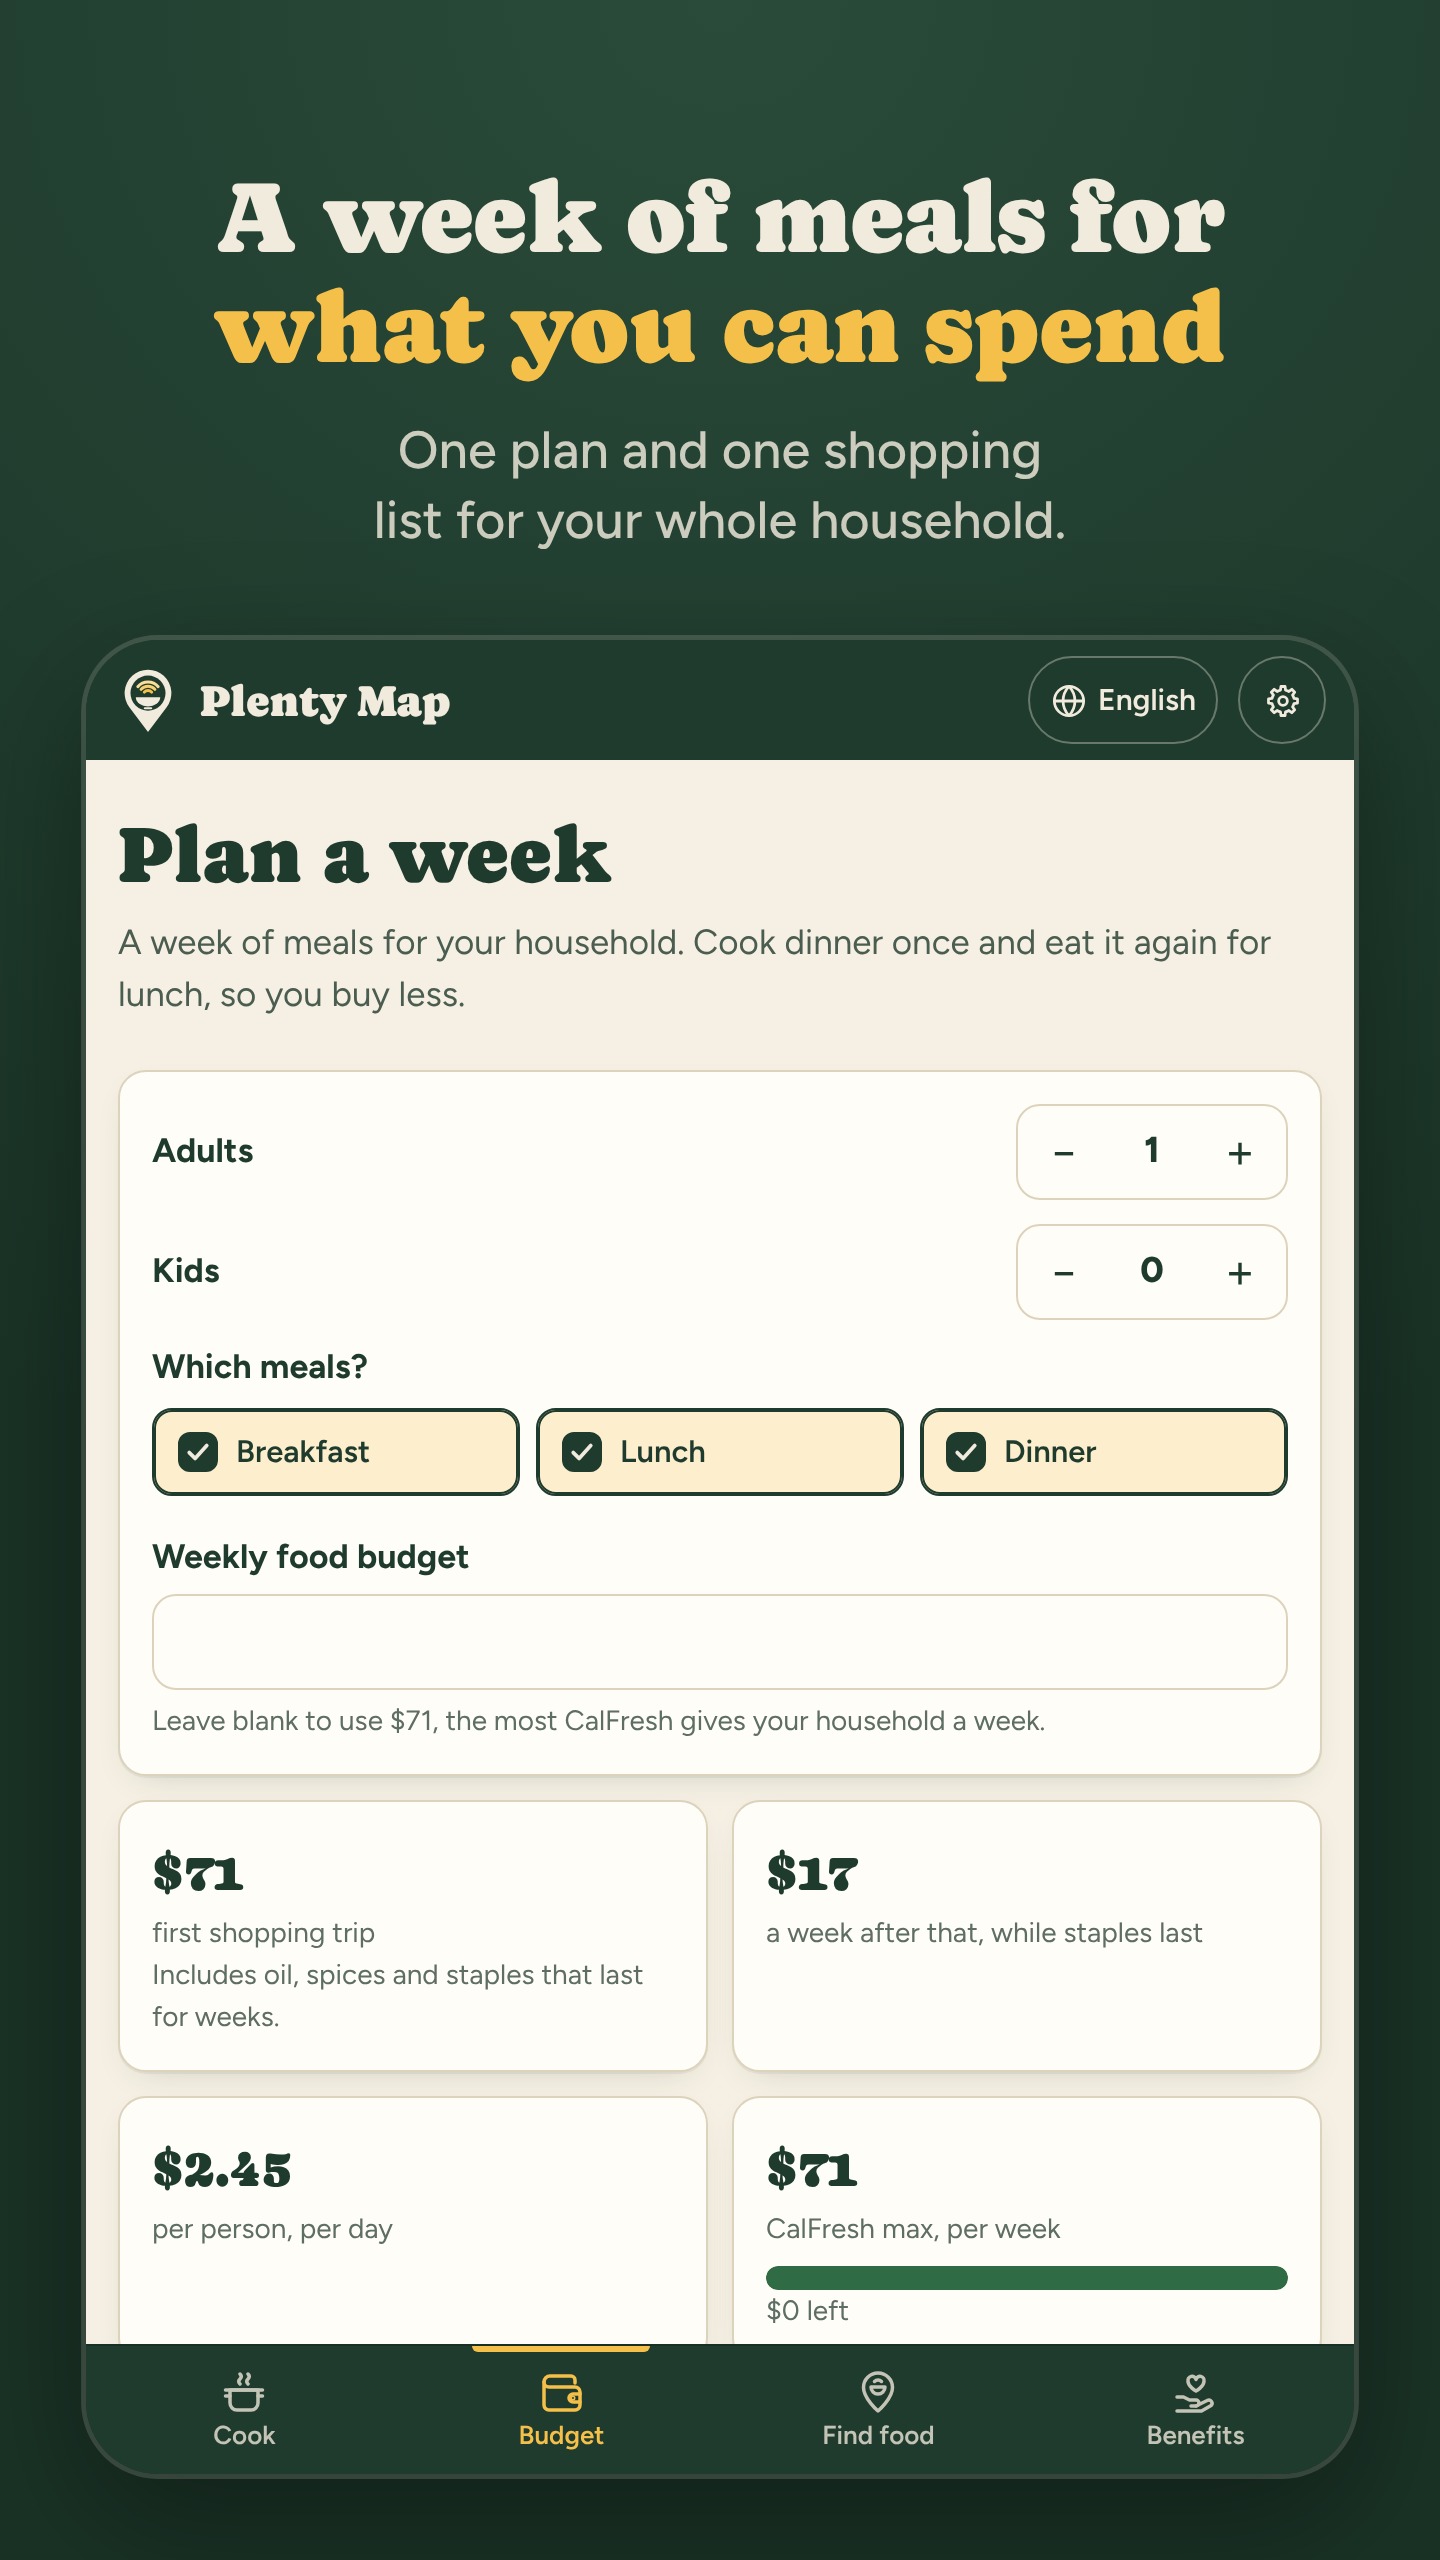 A week of meals for
what you can spend
One plan and one shopping
list for your whole household.
Plenty Map
English
Plan a week
A week of meals for your household. Cook dinner once and eat it again for
lunch, so you buy less.
Adults
− 1 +
Kids
− 0 +
Which meals?
Breakfast
Lunch
Dinner
Weekly food budget
Leave blank to use $71, the most CalFresh gives your household a week.
$71
first shopping trip
Includes oil, spices and staples that last
for weeks.
$17
a week after that, while staples last
$2.45
per person, per day
$71
CalFresh max, per week
$0 left
Cook
Budget
Find food
Benefits